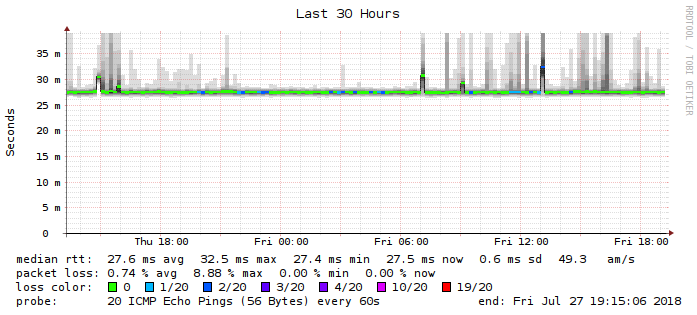 Last 30 Hours
RRDTOOL / TOBI OETIKER
Seconds
35 m
30 m
25 m
20 m
15 m
10 m
5 m
0
Thu 18:00 Fri 00:00 Fri 06:00 Fri 12:00 Fri 18:00
median rtt: 27.6 ms avg 32.5 ms max 27.4 ms min 27.5 ms now 0.6 ms sd 49.3 am/s
packet loss: 0.74 % avg 8.88 % max 0.00 % min 0.00 % now
loss color: 0 1/20 2/20 3/20 4/20 10/20 19/20
probe: 20 ICMP Echo Pings (56 Bytes) every 60s end: Fri Jul 27 19:15:06 2018